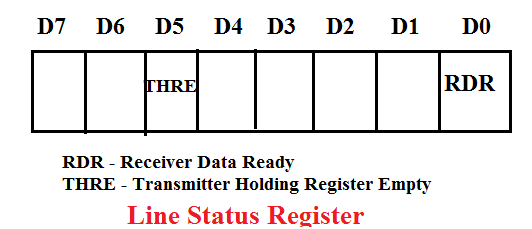 D7 D6 D5 D4 D3 D2 D1 D0
THRE RDR
RDR - Receiver Data Ready
THRE - Transmitter Holding Register Empty
Line Status Register